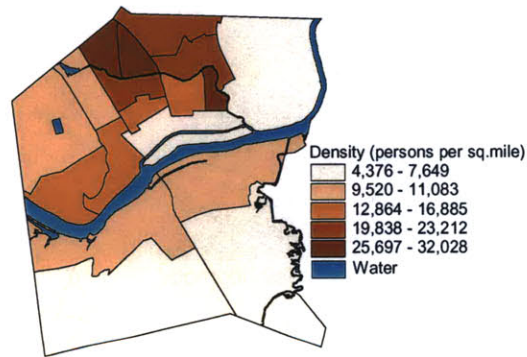 Density (persons per sq.mile)
4,376 - 7,649
9,520 - 11,083
12,864 - 16,885
19,838 - 23,212
25,697 - 32,028
Water